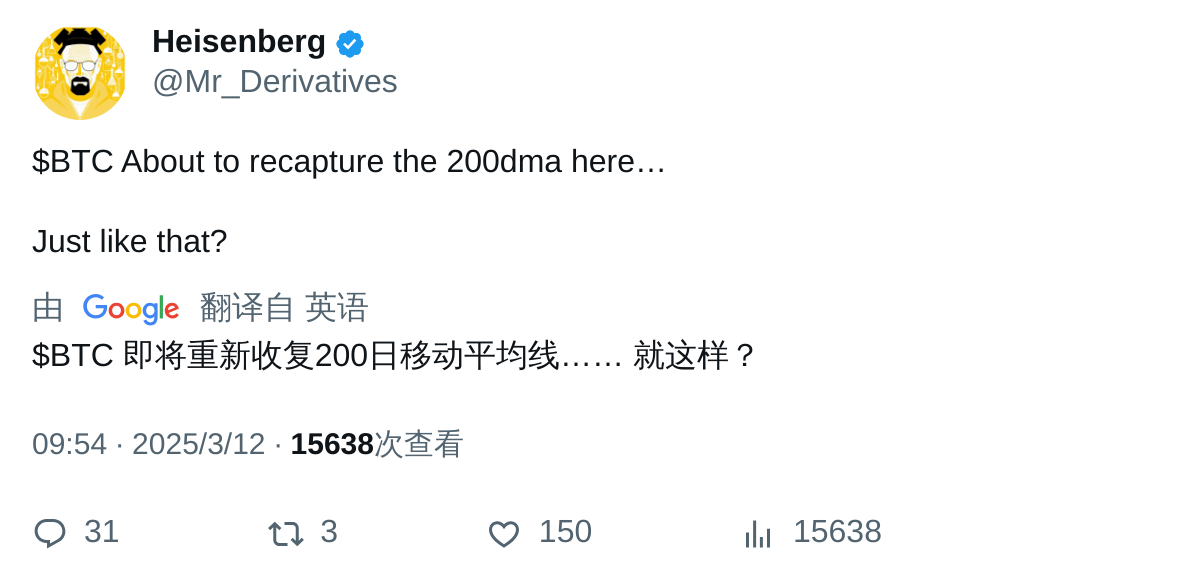 Heisenberg
@Mr_Derivatives
$BTC About to recapture the 200dma here…
Just like that?
由 Google 翻译自 英语
$BTC 即将重新收复200日移动平均线…… 就这样？
09:54 · 2025/3/12 · 15638次查看
31 3 150 15638